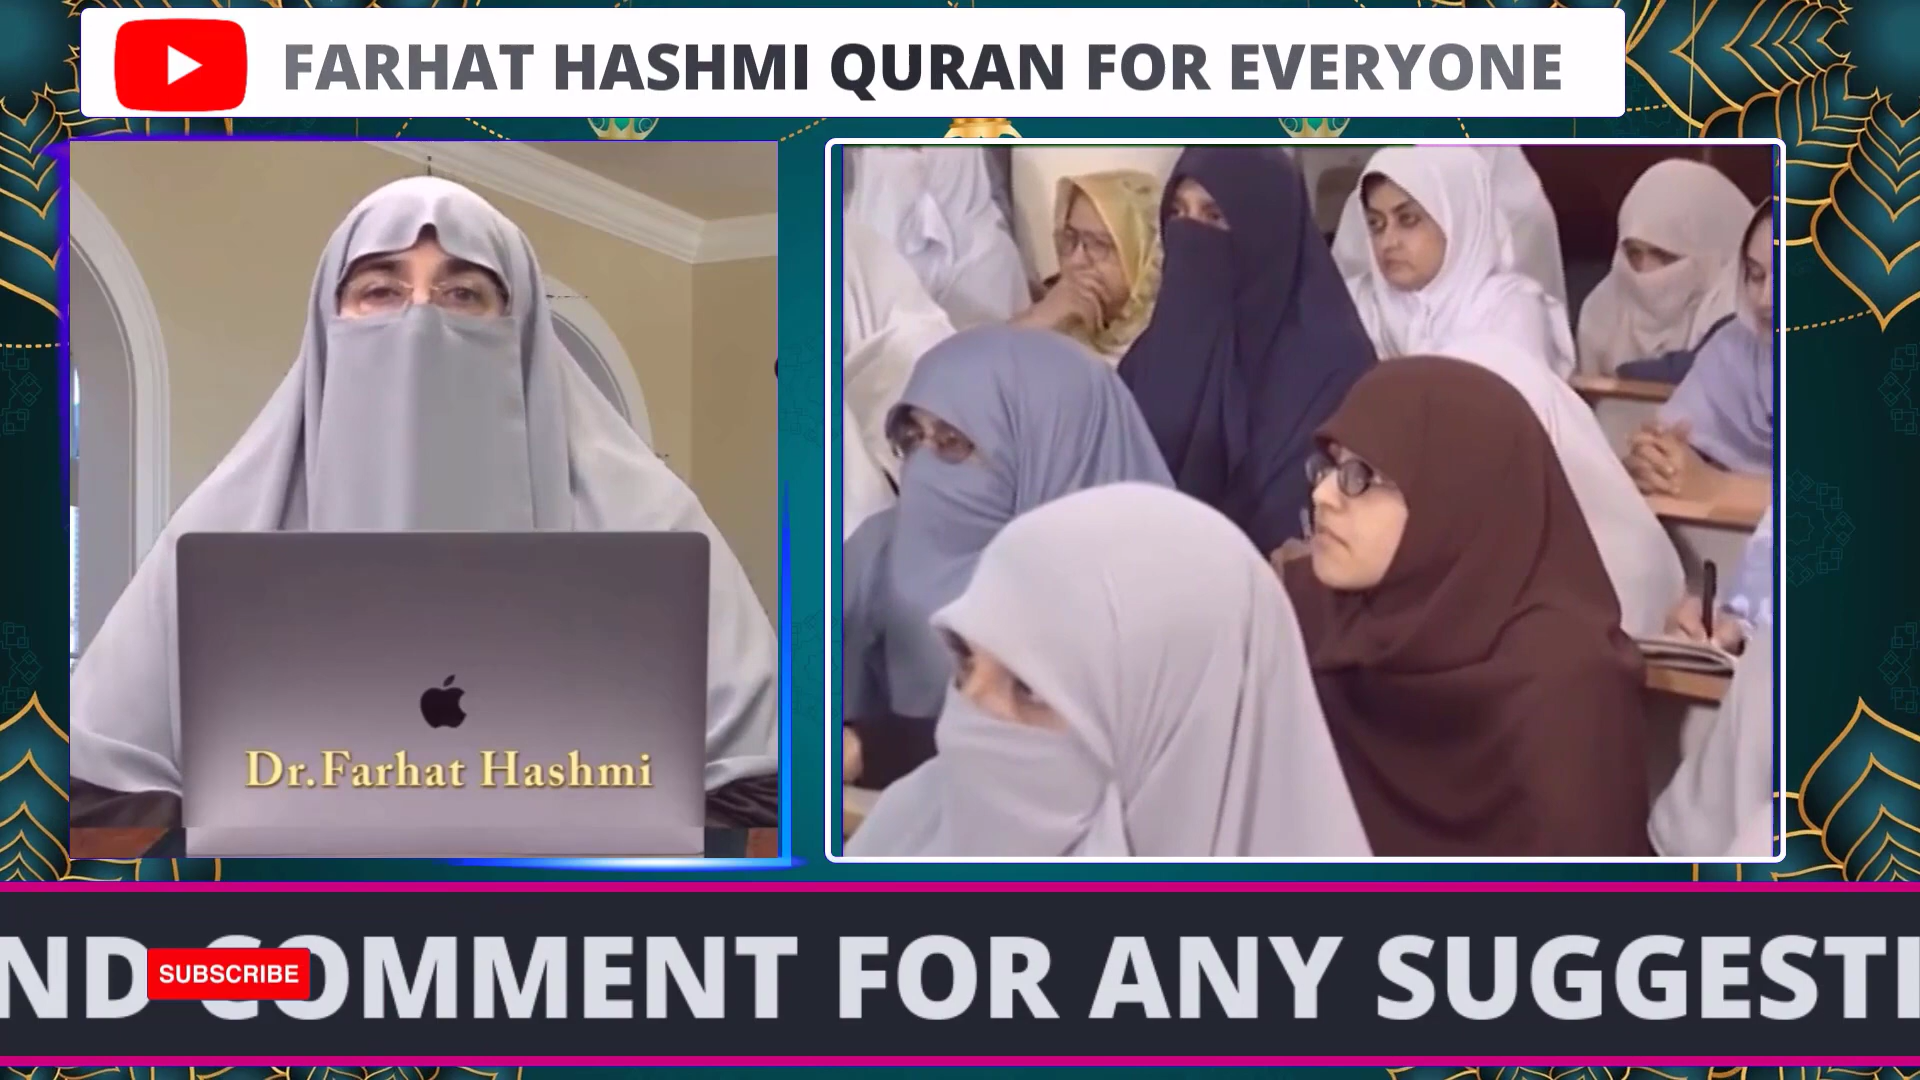 FARHAT HASHMI QURAN FOR EVERYONE
Dr.Farhat Hashmi
ND COMMENT FOR ANY SUGGESTI
SUBSCRIBE